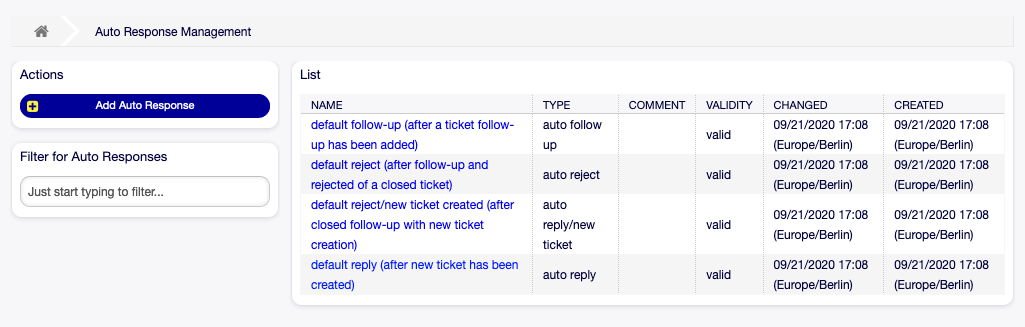 Auto Response Management
Actions
Add Auto Response
Filter for Auto Responses
Just start typing to filter...
List
NAME TYPE COMMENT VALIDITY CHANGED CREATED
default follow-up (after a ticket follow-
up has been added)
auto follow
up
valid
09/21/2020 17:08
(Europe/Berlin)
09/21/2020 17:08
(Europe/Berlin)
default reject (after follow-up and
rejected of a closed ticket)
auto reject
valid
09/21/2020 17:08
(Europe/Berlin)
09/21/2020 17:08
(Europe/Berlin)
default reject/new ticket created (after
closed follow-up with new ticket
creation)
auto
reply/new
ticket
valid
09/21/2020 17:08
(Europe/Berlin)
09/21/2020 17:08
(Europe/Berlin)
default reply (after new ticket has been
created)
auto reply
valid
09/21/2020 17:08
(Europe/Berlin)
09/21/2020 17:08
(Europe/Berlin)